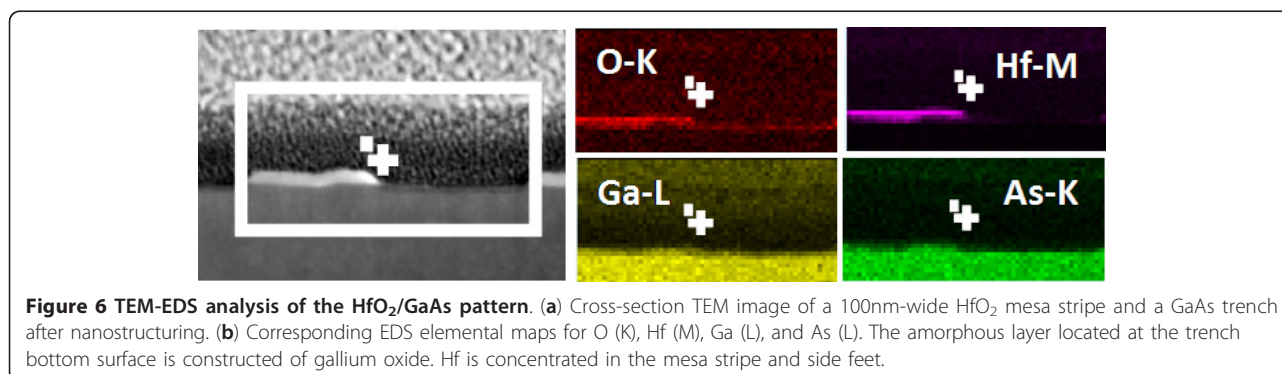 O-K
Hf-M
Ga-L
As-K
Figure 6 TEM-EDS analysis of the HfO₂/GaAs pattern. (a) Cross-section TEM image of a 100nm-wide HfO₂ mesa stripe and a GaAs trench
after nanostructuring. (b) Corresponding EDS elemental maps for O (K), Hf (M), Ga (L), and As (L). The amorphous layer located at the trench
bottom surface is constructed of gallium oxide. Hf is concentrated in the mesa stripe and side feet.